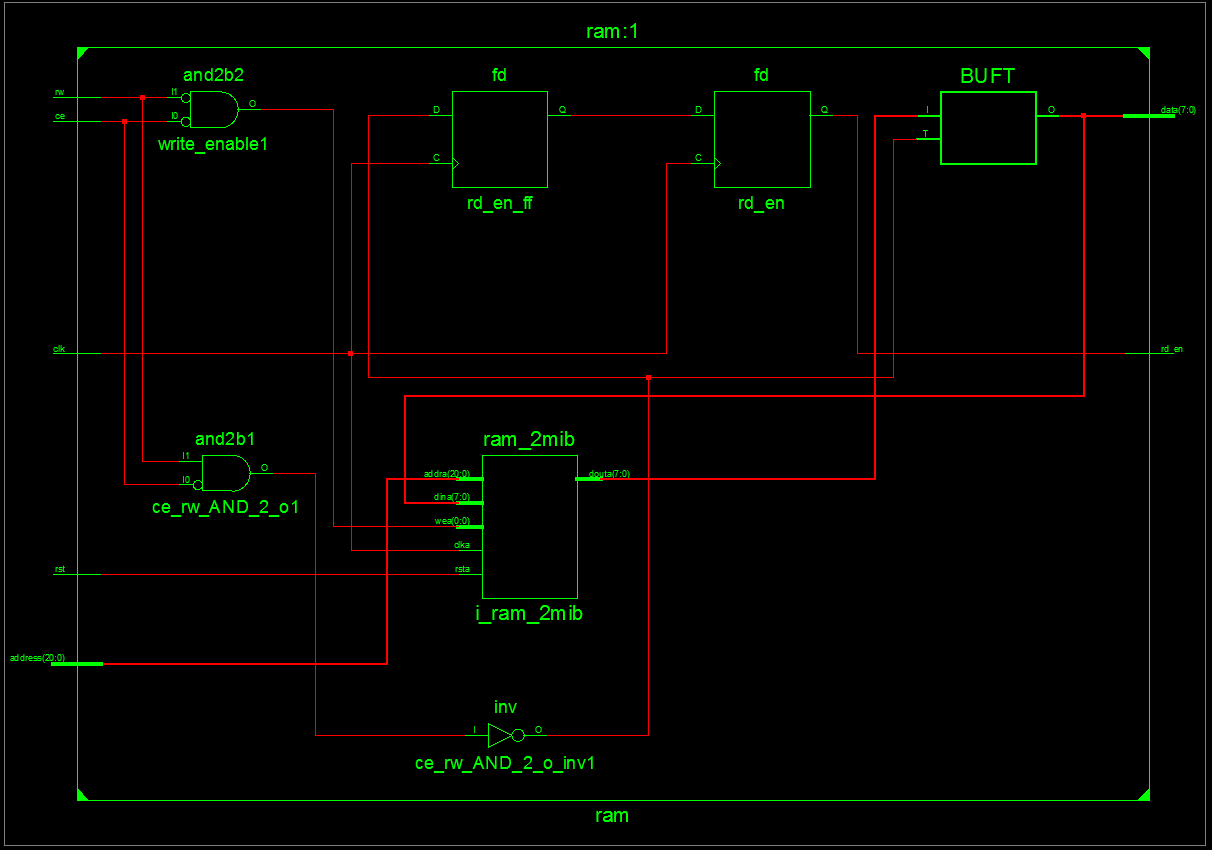 ram:1
and2b2
fd
fd
BUFT
rw
I1
O
D
Q
D
Q
I
O
data(7:0)
ce
I0
T
write_enable1
C
C
rd_en_ff
rd_en
clk
rd_en
and2b1
ram_2mib
I1
O
I0
addra(20:0)
douta(7:0)
dina(7:0)
ce_rw_AND_2_o1
wea(0:0)
clka
rst
rsta
i_ram_2mib
address(20:0)
inv
I
O
ce_rw_AND_2_o_inv1
ram